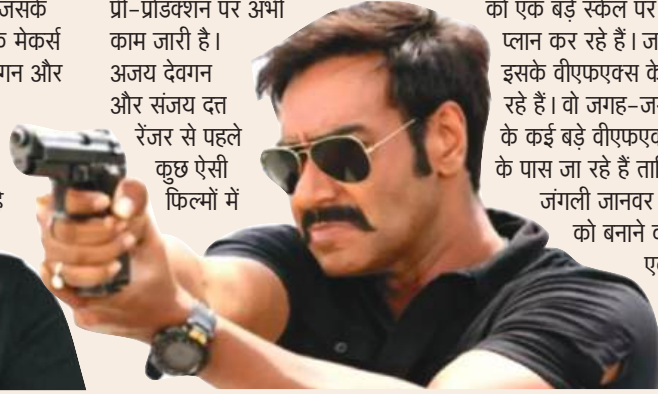 जिसके
मेकर्स
और
प्री-प्रोडक्शन पर अभी
काम जारी है।
अजय देवगन
और संजय दत्त
रेंजर से पहले
कुछ ऐसी
फिल्मों में
को एक बड़े स्केल पर
प्लान कर रहे हैं।
इसके वीएफएक्स
रहे हैं। वो
के कई बड़े
के पास जा रहे हैं
जंगली जानवर
को बनाने